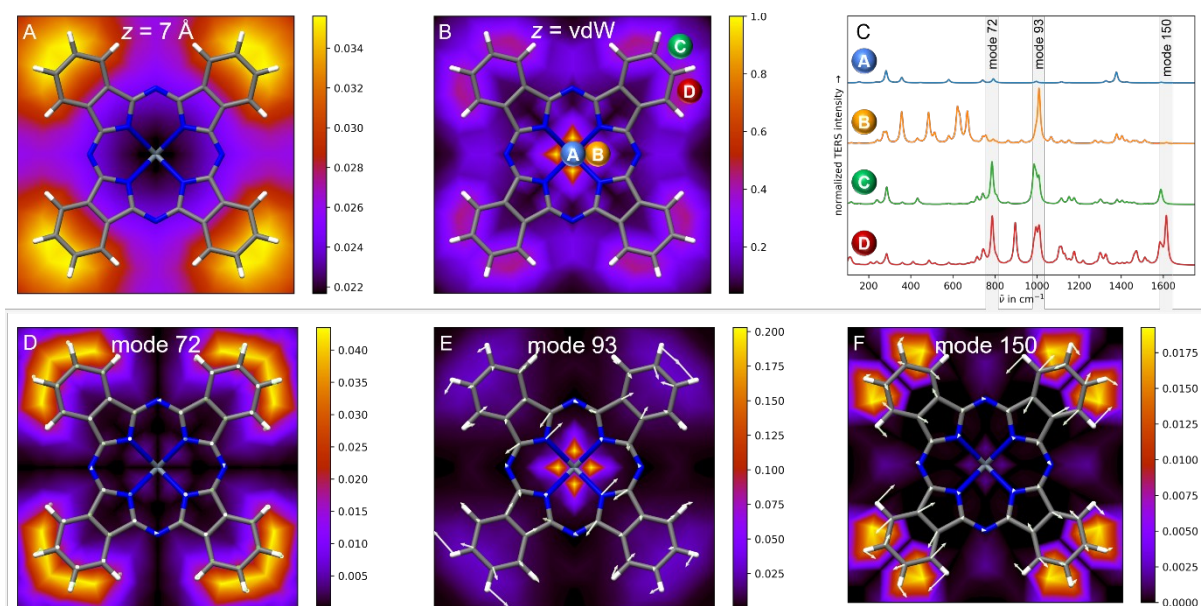 A
z = 7 Å
0.034
0.032
0.030
0.028
0.026
0.024
0.022
B
z = vdW
C
D
A
B
1.0
0.8
0.6
0.4
0.2
C
normalized TERS intensity →
A
B
C
D
mode 72
mode 93
mode 150
200
400
600
800
1000
1200
1400
1600
ṽ in cm⁻¹
D
mode 72
0.040
0.035
0.030
0.025
0.020
0.015
0.010
0.005
E
mode 93
0.200
0.175
0.150
0.125
0.100
0.075
0.050
0.025
F
mode 150
0.0175
0.0150
0.0125
0.0100
0.0075
0.0050
0.0025
0.0000